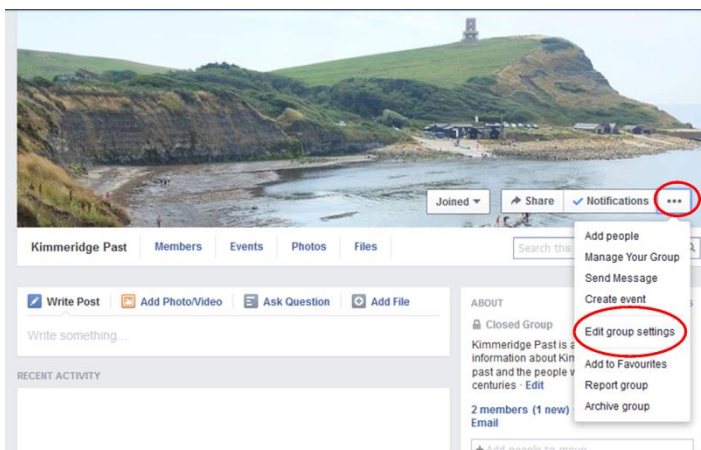 Joined
Share
Notifications
Kimmeridge Past
Members
Events
Photos
Files
Search this
Add people
Manage Your Group
Send Message
Create event
Edit group settings
Add to Favourites
Report group
Archive group
Write Post
Add Photo/Video
Ask Question
Add File
Write something...
RECENT ACTIVITY
ABOUT
Closed Group
Kimmeridge Past is a
information about
past and the people
centuries · Edit
2 members (1 new)
Email
+ Add people to group